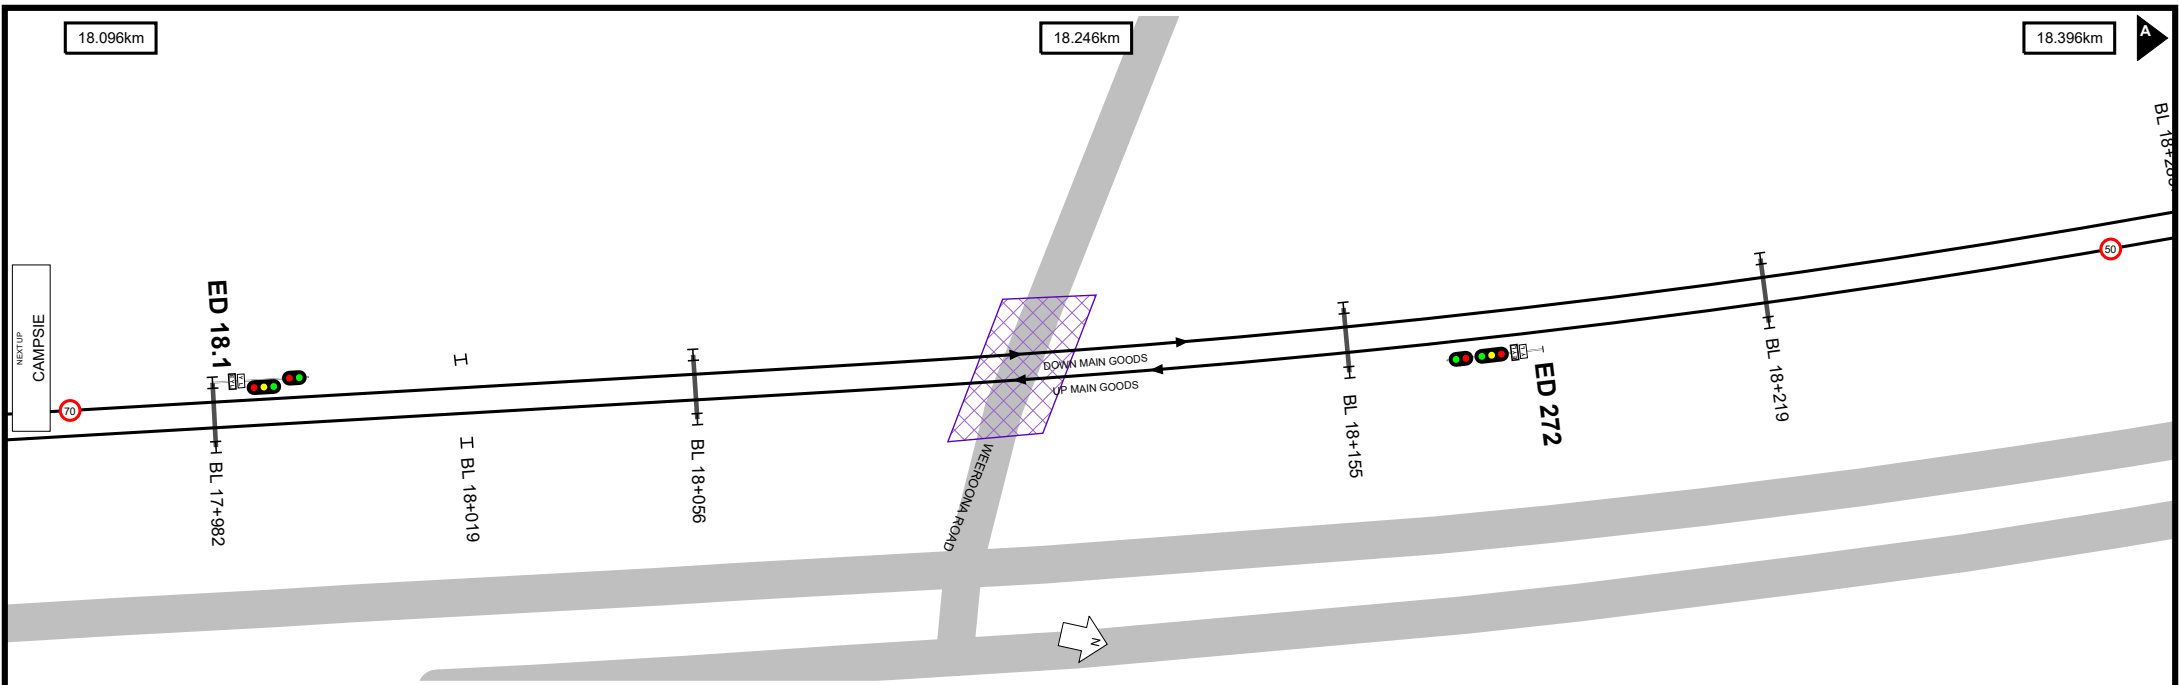 18.096km
18.246km
18.396km
A
NEXT UP
CAMPSIE
70
ED 18.1
BL 17+982
BL 18+019
BL 18+056
DOWN MAIN GOODS
UP MAIN GOODS
WEEROONA ROAD
BL 18+155
ED 272
BL 18+219
50
N